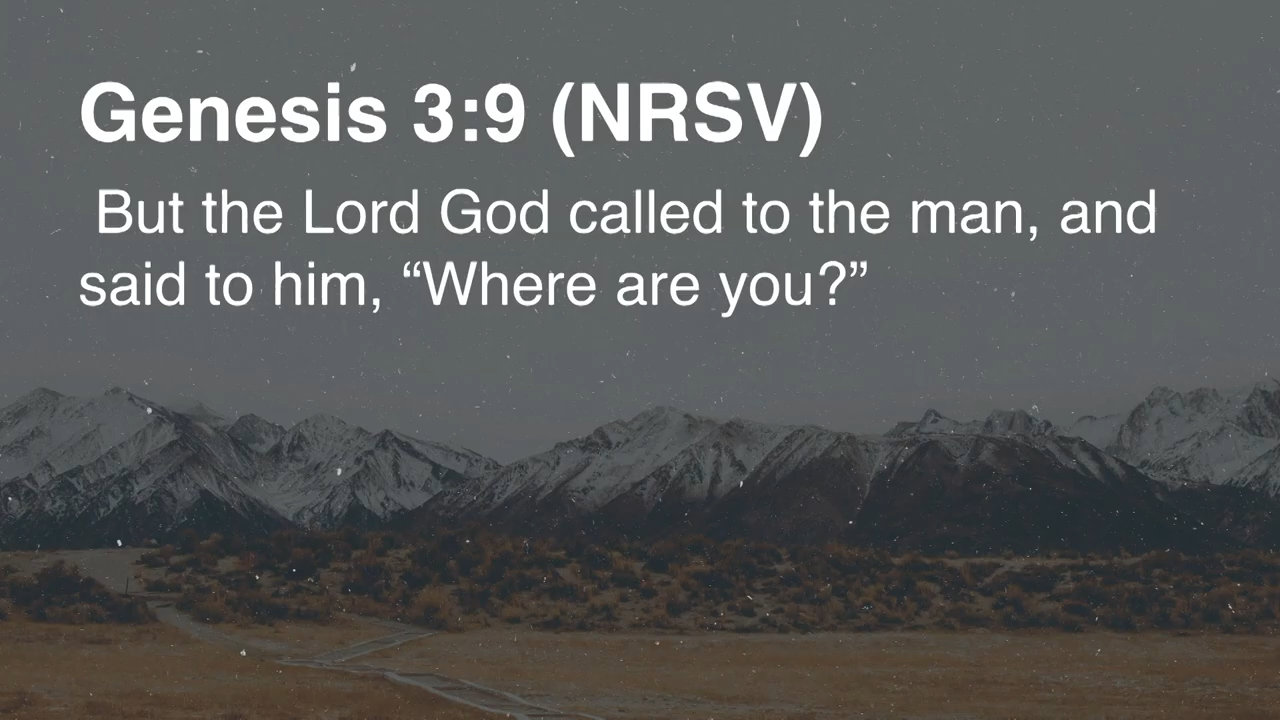 Genesis 3:9 (NRSV)
But the Lord God called to the man, and
said to him, “Where are you?”